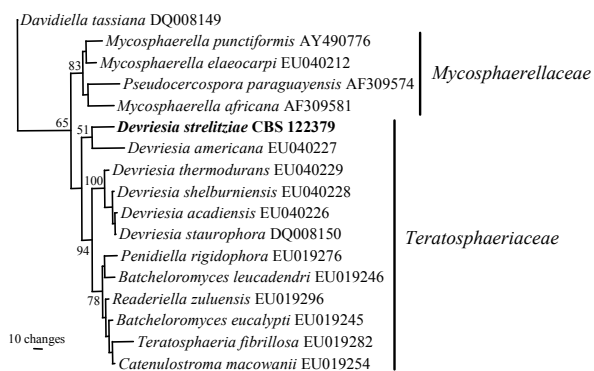 Davidiella tassiana DQ008149
Mycosphaerella punctiformis AY490776
83
Mycosphaerella elaeocarpi EU040212
Mycosphaerellaceae
Pseudocercospora paraguayensis AF309574
Mycosphaerella africana AF309581
65
51
Devriesia strelitziae CBS 122379
Devriesia americana EU040227
Devriesia thermodurans EU040229
100
Devriesia shelburniensis EU040228
Devriesia acadiensis EU040226
Devriesia staurophora DQ008150
Teratosphaeriaceae
94
Penidiella rigidophora EU019276
Batcheloromyces leucadendri EU019246
78
Readeriella zuluensis EU019296
Batcheloromyces eucalypti EU019245
10 changes
Teratosphaeria fibrillosa EU019282
Catenulostroma macowanii EU019254